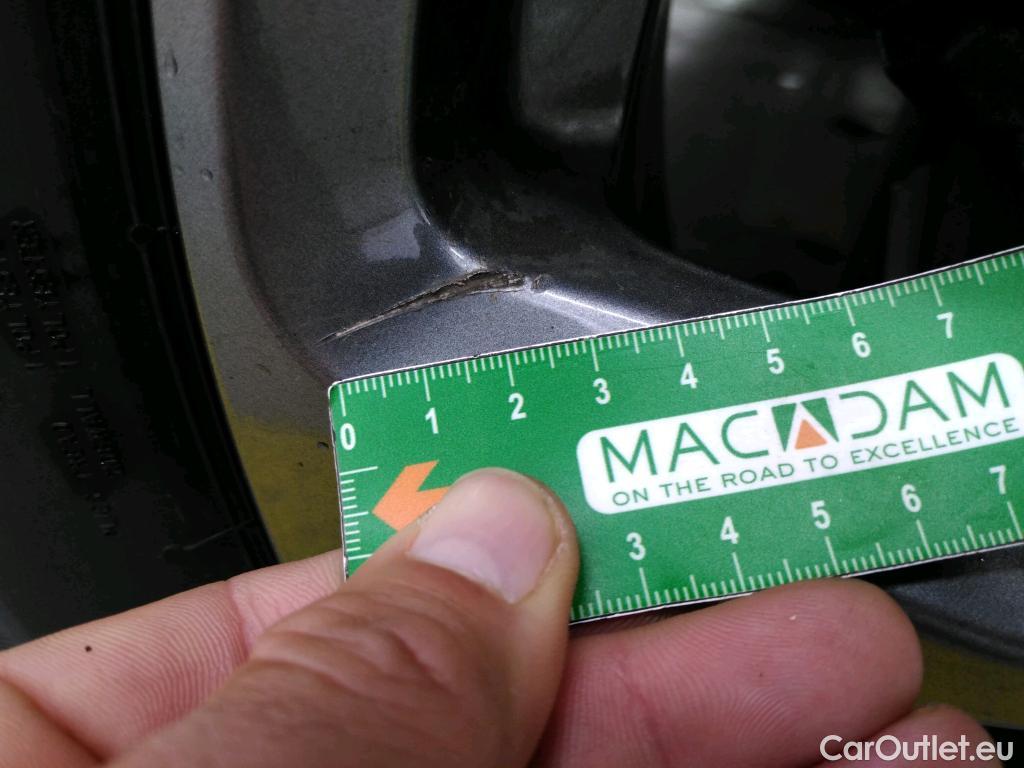 0 1 2 3 4 5 6 7
MACADAM
ON THE ROAD TO EXCELLENCE
3 4 5 6 7
CarOutlet.eu